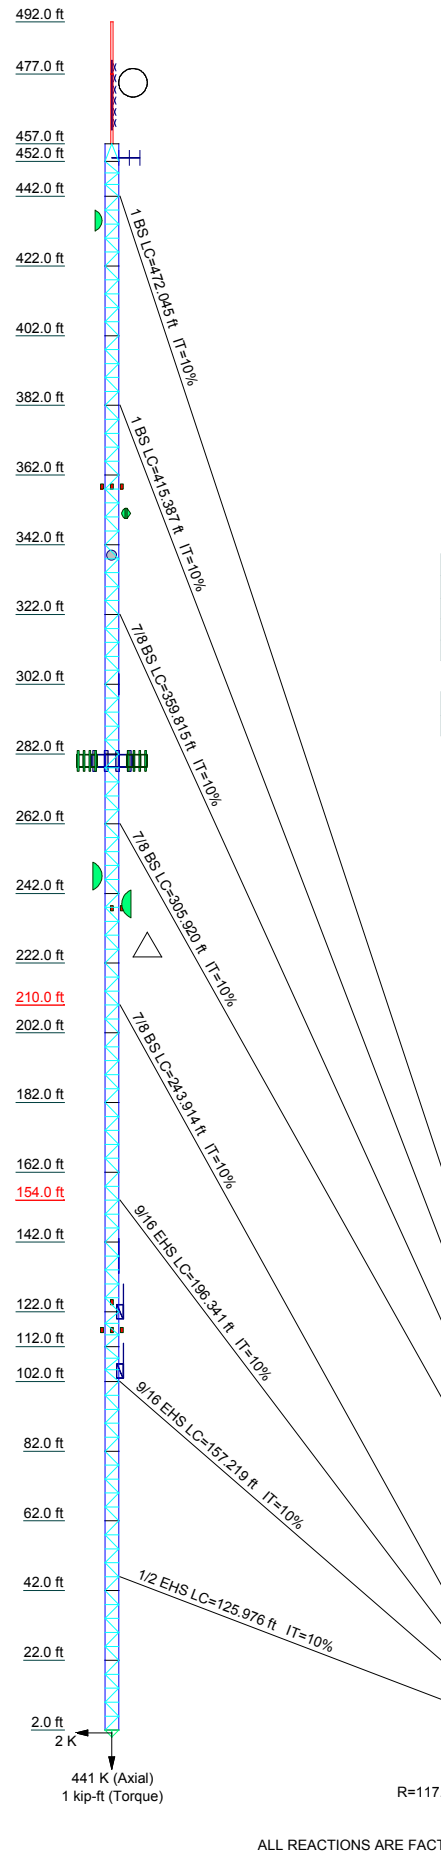 492.0 ft
477.0 ft
457.0 ft
452.0 ft
442.0 ft
1 BS LC=472.045 ft IT=10%
422.0 ft
402.0 ft
382.0 ft
1 BS LC=415.387 ft IT=10%
362.0 ft
342.0 ft
322.0 ft
7/8 BS LC=359.815 ft IT=10%
302.0 ft
282.0 ft
262.0 ft
7/8 BS LC=305.920 ft IT=10%
242.0 ft
222.0 ft
210.0 ft
7/8 BS LC=243.914 ft IT=10%
202.0 ft
182.0 ft
162.0 ft
154.0 ft
9/16 EHS LC=196.341 ft IT=10%
142.0 ft
122.0 ft
112.0 ft
102.0 ft
9/16 EHS LC=157.219 ft IT=10%
82.0 ft
62.0 ft
42.0 ft
1/2 EHS LC=125.976 ft IT=10%
22.0 ft
2.0 ft
2 K
441 K (Axial)
1 kip-ft (Torque)
R=117.
ALL REACTIONS ARE FACT